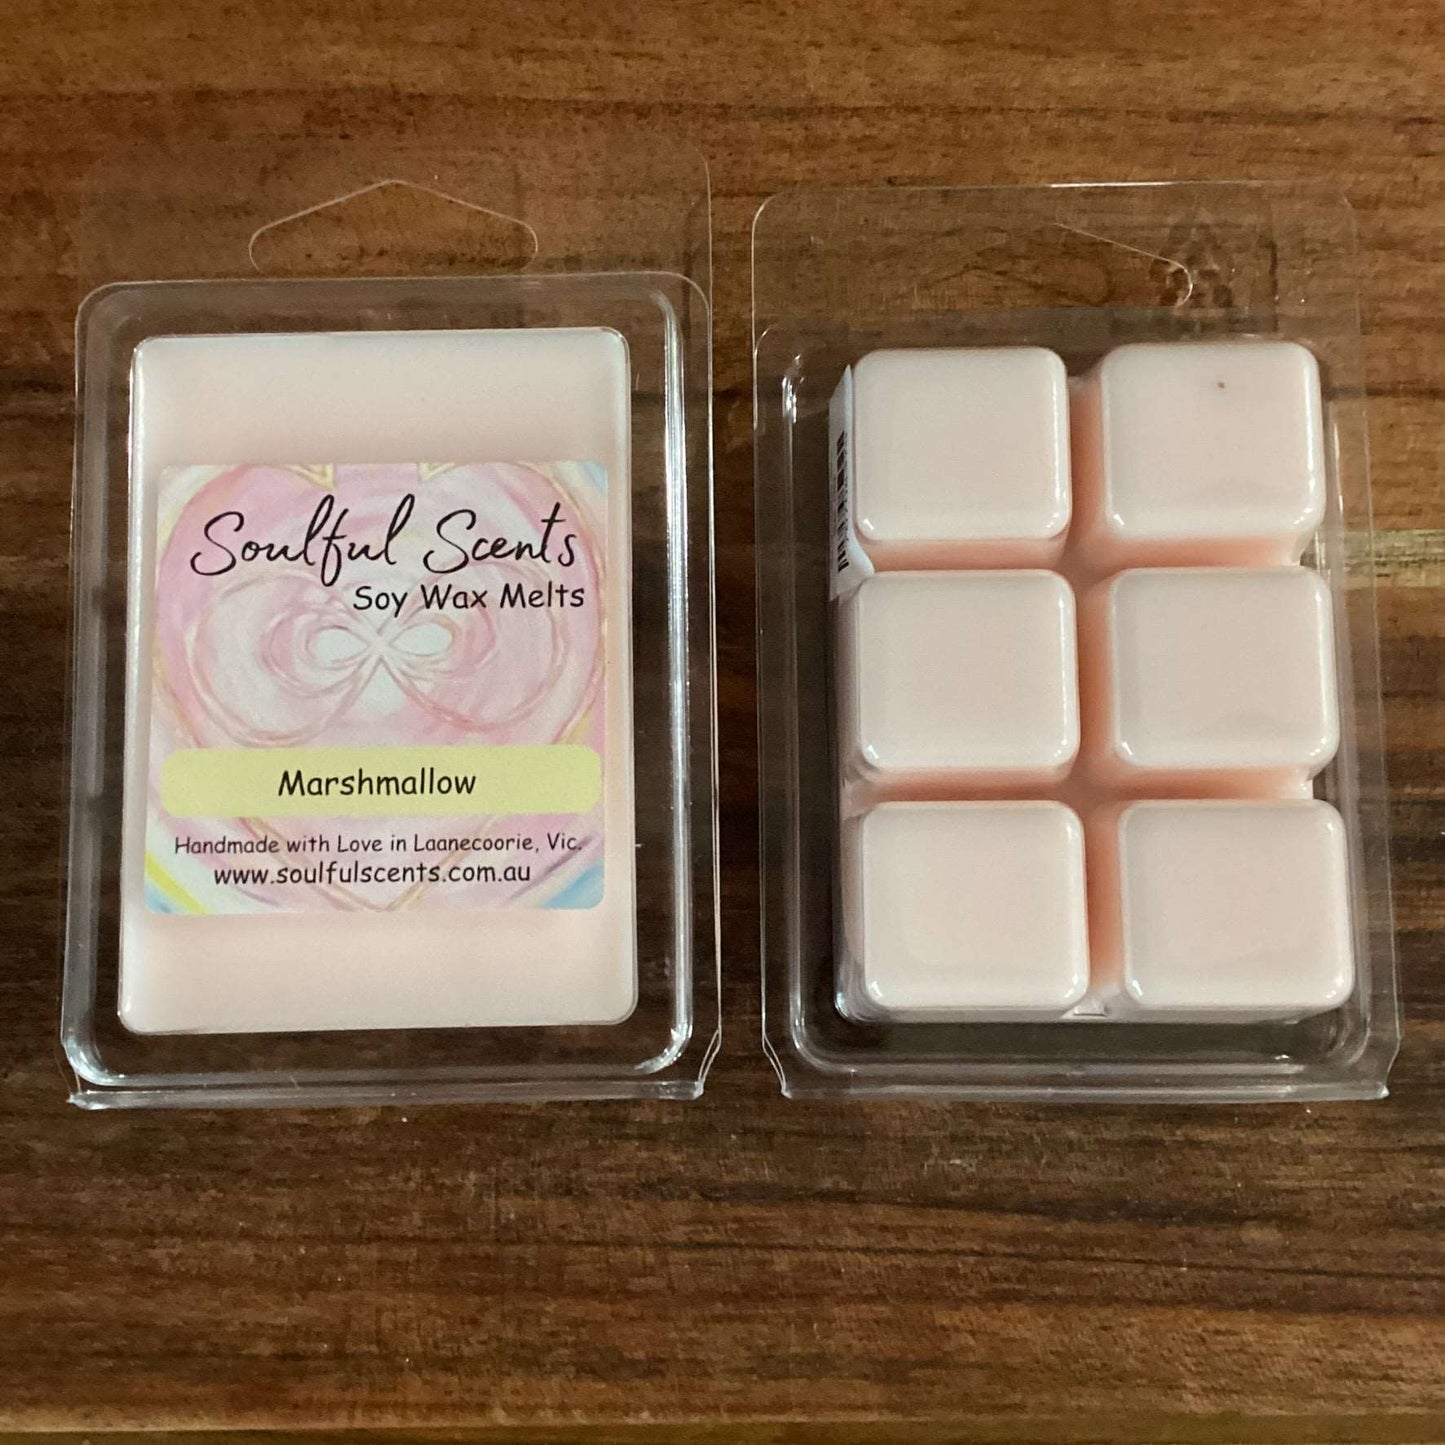 Soulful Scents
Soy Wax Melts
Marshmallow
Handmade with Love in Laanecoorie, Vic.
www.soulfulscents.com.au